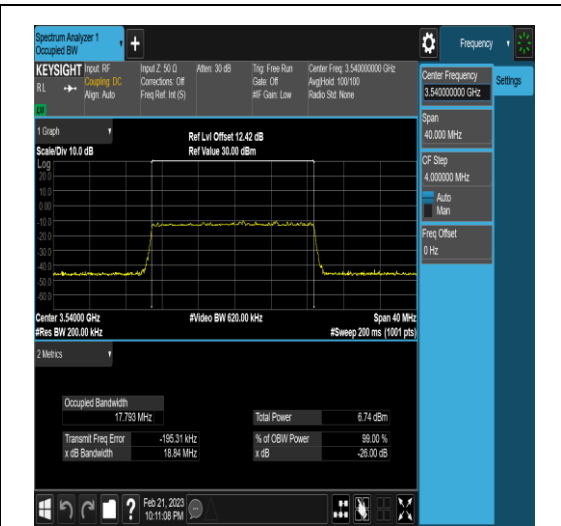 Spectrum Analyzer 1
Occupied BW
Frequency
KEYSIGHT
Input: RF
Coupling: DC
Align: Auto
Input Z: 50 Ω
Corrections: Off
Freq Ref: Int (S)
Atten: 30 dB
Trig: Free Run
Gate: Off
#IF Gain: Low
Center Freq: 3.540000000 GHz
Avg|Hold: 100/100
Radio Std: None
R L
Center Frequency
3.540000000 GHz
Settings
Span
40.000 MHz
CF Step
4.000000 MHz
Auto
Man
Freq Offset
0 Hz
1 Graph
Scale/Div 10.0 dB
Ref Lvl Offset 12.42 dB
Ref Value 30.00 dBm
Log
20.0
10.0
0.00
-10.0
-20.0
-30.0
-40.0
-50.0
-60.0
Center 3.54000 GHz
#Res BW 200.00 kHz
#Video BW 620.00 kHz
Span 40 MHz
#Sweep 200 ms (1001 pts)
2 Metrics
Occupied Bandwidth
17.793 MHz
Total Power 6.74 dBm
Transmit Freq Error -195.31 kHz
% of OBW Power 99.00 %
x dB Bandwidth 18.84 MHz
x dB -26.00 dB
Feb 21, 2023
10:11:08 PM